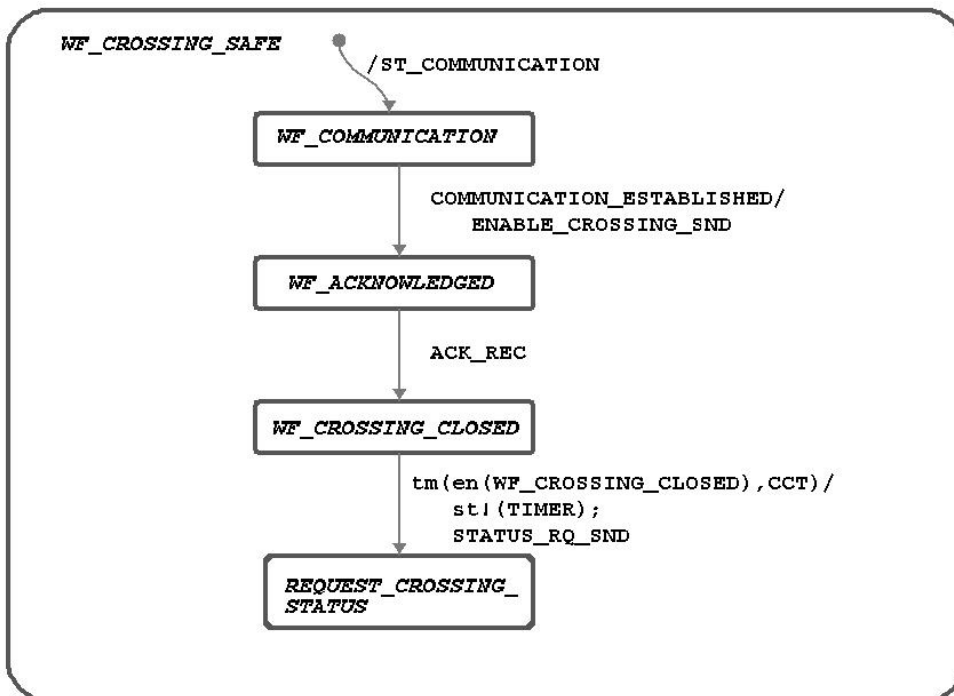 WF_CROSSING_SAFE
/ST_COMMUNICATION
WF_COMMUNICATION
COMMUNICATION_ESTABLISHED/
ENABLE_CROSSING_SND
WF_ACKNOWLEDGED
ACK_REC
WF_CROSSING_CLOSED
tm(en(WF_CROSSING_CLOSED),CCT)/
st!(TIMER);
STATUS_RQ_SND
REQUEST_CROSSING_
STATUS